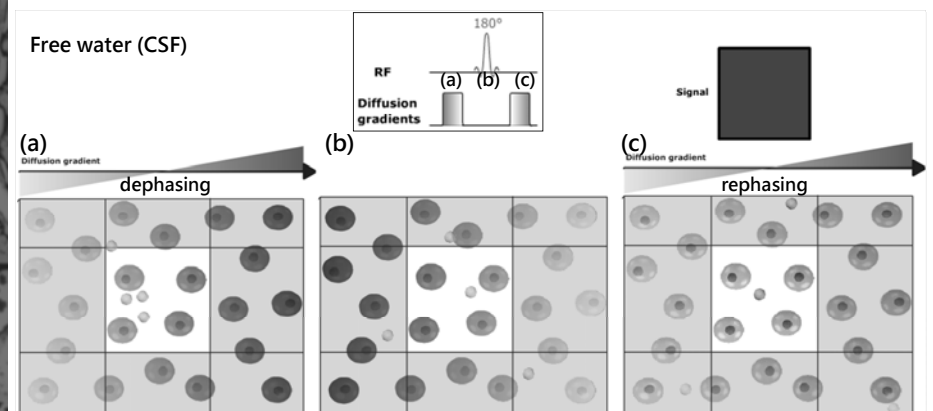 Free water (CSF)
180°
RF
(a) (b) (c)
Diffusion
gradients
Signal
(a)
Diffusion gradient
dephasing
(b)
(c)
Diffusion gradient
rephasing